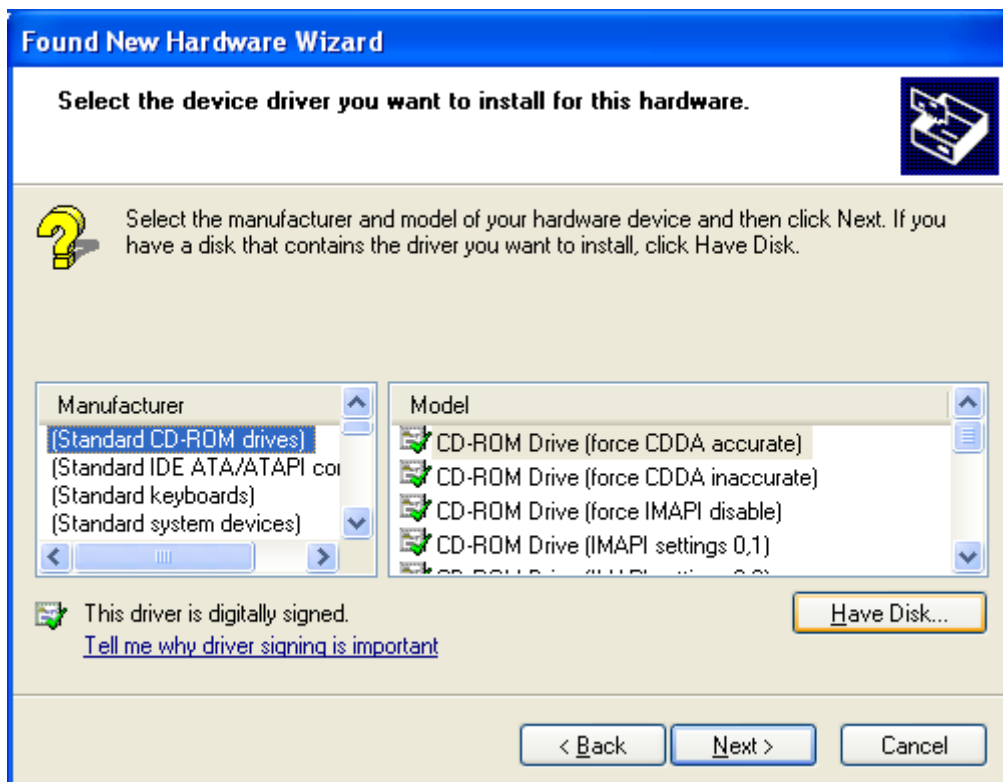 Found New Hardware Wizard
Select the device driver you want to install for this hardware.
Select the manufacturer and model of your hardware device and then click Next. If you
have a disk that contains the driver you want to install, click Have Disk.
Manufacturer
(Standard CD-ROM drives)
(Standard IDE ATA/ATAPI co
(Standard keyboards)
(Standard system devices)
Model
CD-ROM Drive (force CDDA accurate)
CD-ROM Drive (force CDDA inaccurate)
CD-ROM Drive (force IMAPI disable)
CD-ROM Drive (IMAPI settings 0,1)
This driver is digitally signed.
Tell me why driver signing is important
Have Disk...
< Back
Next >
Cancel